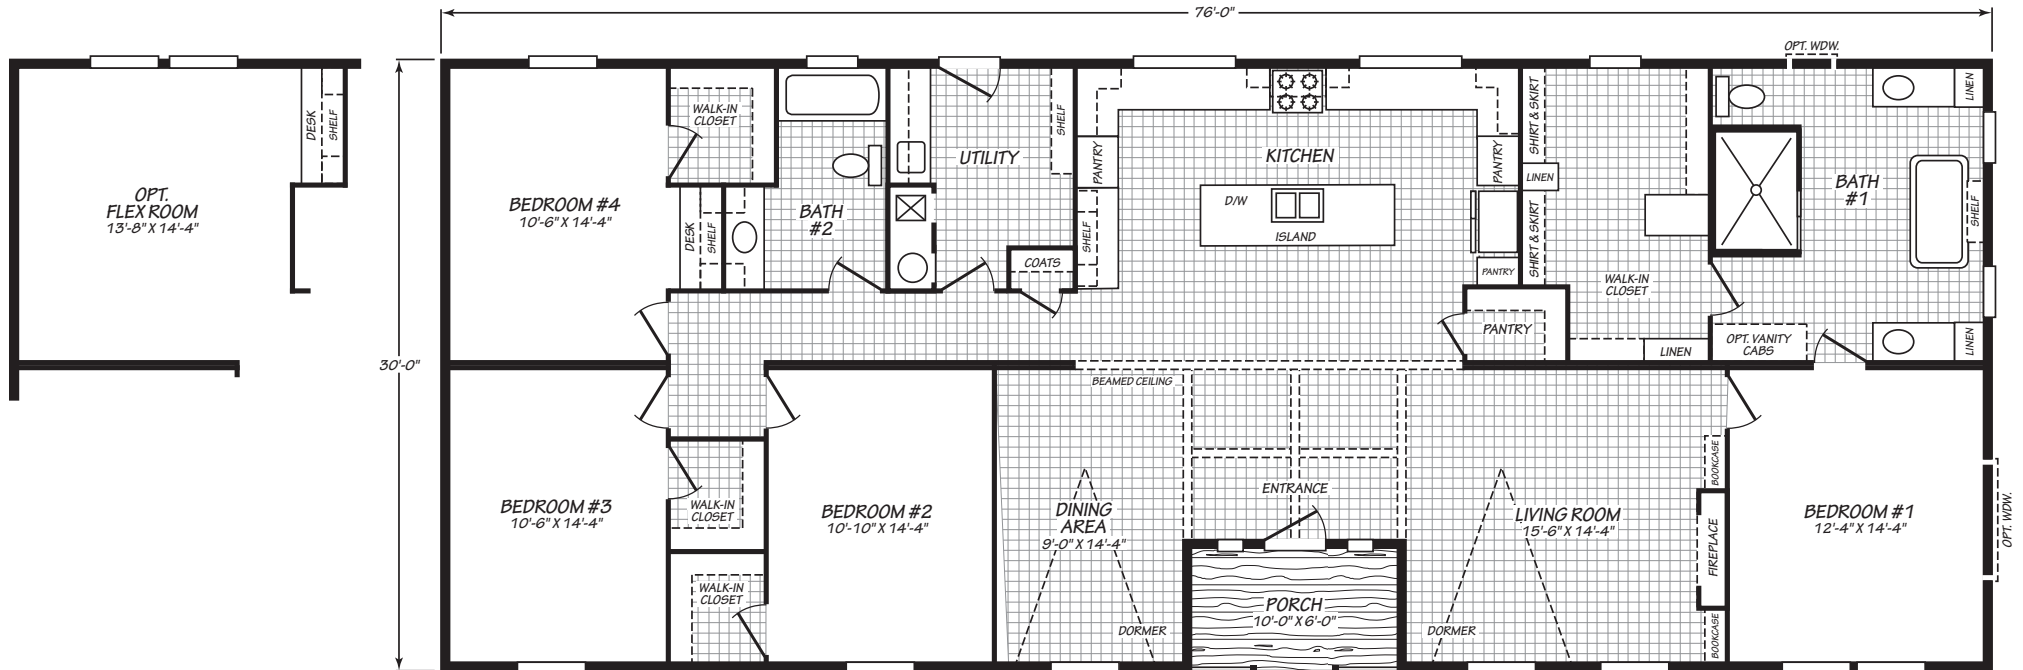 76'-0"
30'-0"
OPT.
FLEX ROOM
13'-8" X 14'-4"
DESK
SHELF
BEDROOM #4
10'-6" X 14'-4"
WALK-IN
CLOSET
DESK
SHELF
BATH
#2
UTILITY
SHELF
COATS
PANTRY
SHELF
KITCHEN
D/W
ISLAND
PANTRY
PANTRY
PANTRY
SHIRT & SKIRT
LINEN
SHIRT & SKIRT
WALK-IN
CLOSET
LINEN
OPT. WDW.
LINEN
BATH
#1
SHELF
OPT. VANITY
CABS
LINEN
BEDROOM #3
10'-6" X 14'-4"
WALK-IN
CLOSET
WALK-IN
CLOSET
BEDROOM #2
10'-10" X 14'-4"
BEAMED CEILING
DINING
AREA
9'-0" X 14'-4"
DORMER
ENTRANCE
PORCH
10'-0" X 6'-0"
LIVING ROOM
15'-6" X 14'-4"
DORMER
BOOKCASE
FIREPLACE
BOOKCASE
BEDROOM #1
12'-4" X 14'-4"
OPT. WDW.